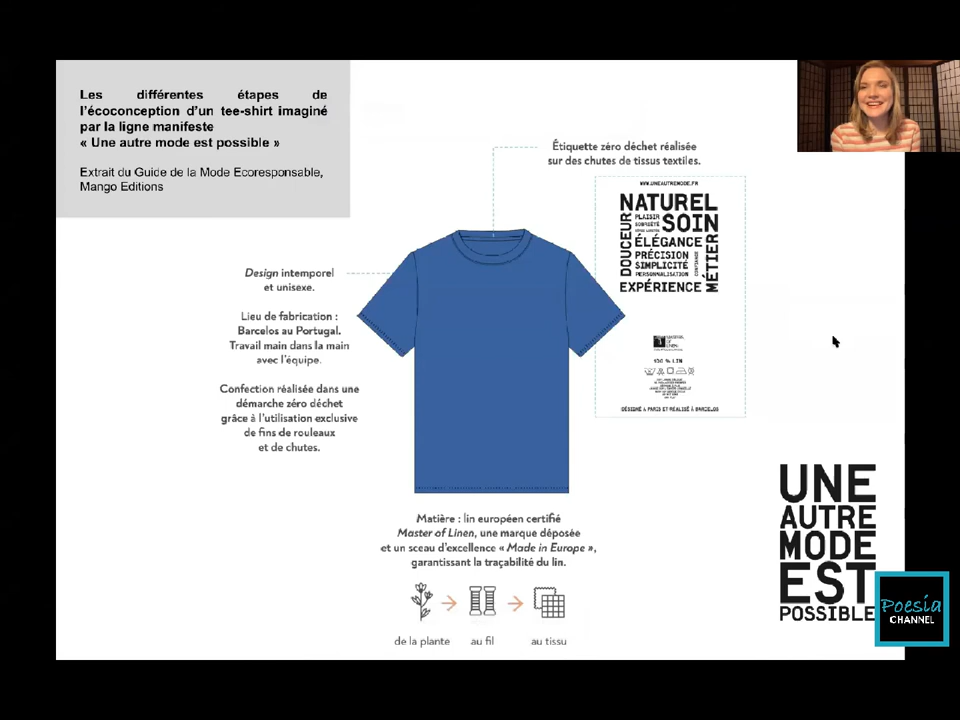 Les différentes étapes de
l'écoconception d'un tee-shirt imaginé
par la ligne manifeste
« Une autre mode est possible »
Extrait du Guide de la Mode Ecoresponsable,
Mango Editions
Étiquette zéro déchet réalisée
sur des chutes de tissus textiles.
WWW.UNEAUTREMODE.FR
NATUREL
PLAISIR
SOBRIÉTÉ
SOIN
DOUCEUR
ÉLÉGANCE
PRÉCISION
SIMPLICITÉ
PERSONNALISATION
CONFIANCE
MÉTIER
EXPÉRIENCE
100 % LIN
DÉSIGNÉ À PARIS ET RÉALISÉ À BARCELOS
Design intemporel
et unisexe.
Lieu de fabrication :
Barcelos au Portugal.
Travail main dans la main
avec l'équipe.
Confection réalisée dans une
démarche zéro déchet
grâce à l'utilisation exclusive
de fins de rouleaux
et de chutes.
Matière : lin européen certifié
Master of Linen, une marque déposée
et un sceau d'excellence « Made in Europe »,
garantissant la traçabilité du lin.
de la plante
au fil
au tissu
UNE
AUTRE
MODE
EST
POSSIBLE
Poesia
CHANNEL